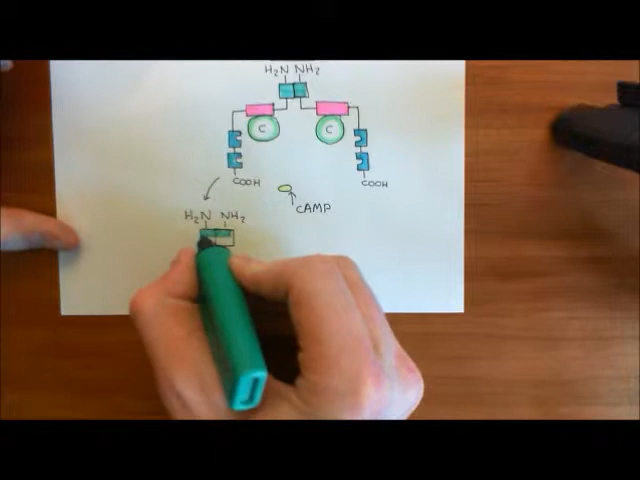 H₂N NH₂
C C
COOH COOH
cAMP
H₂N NH₂